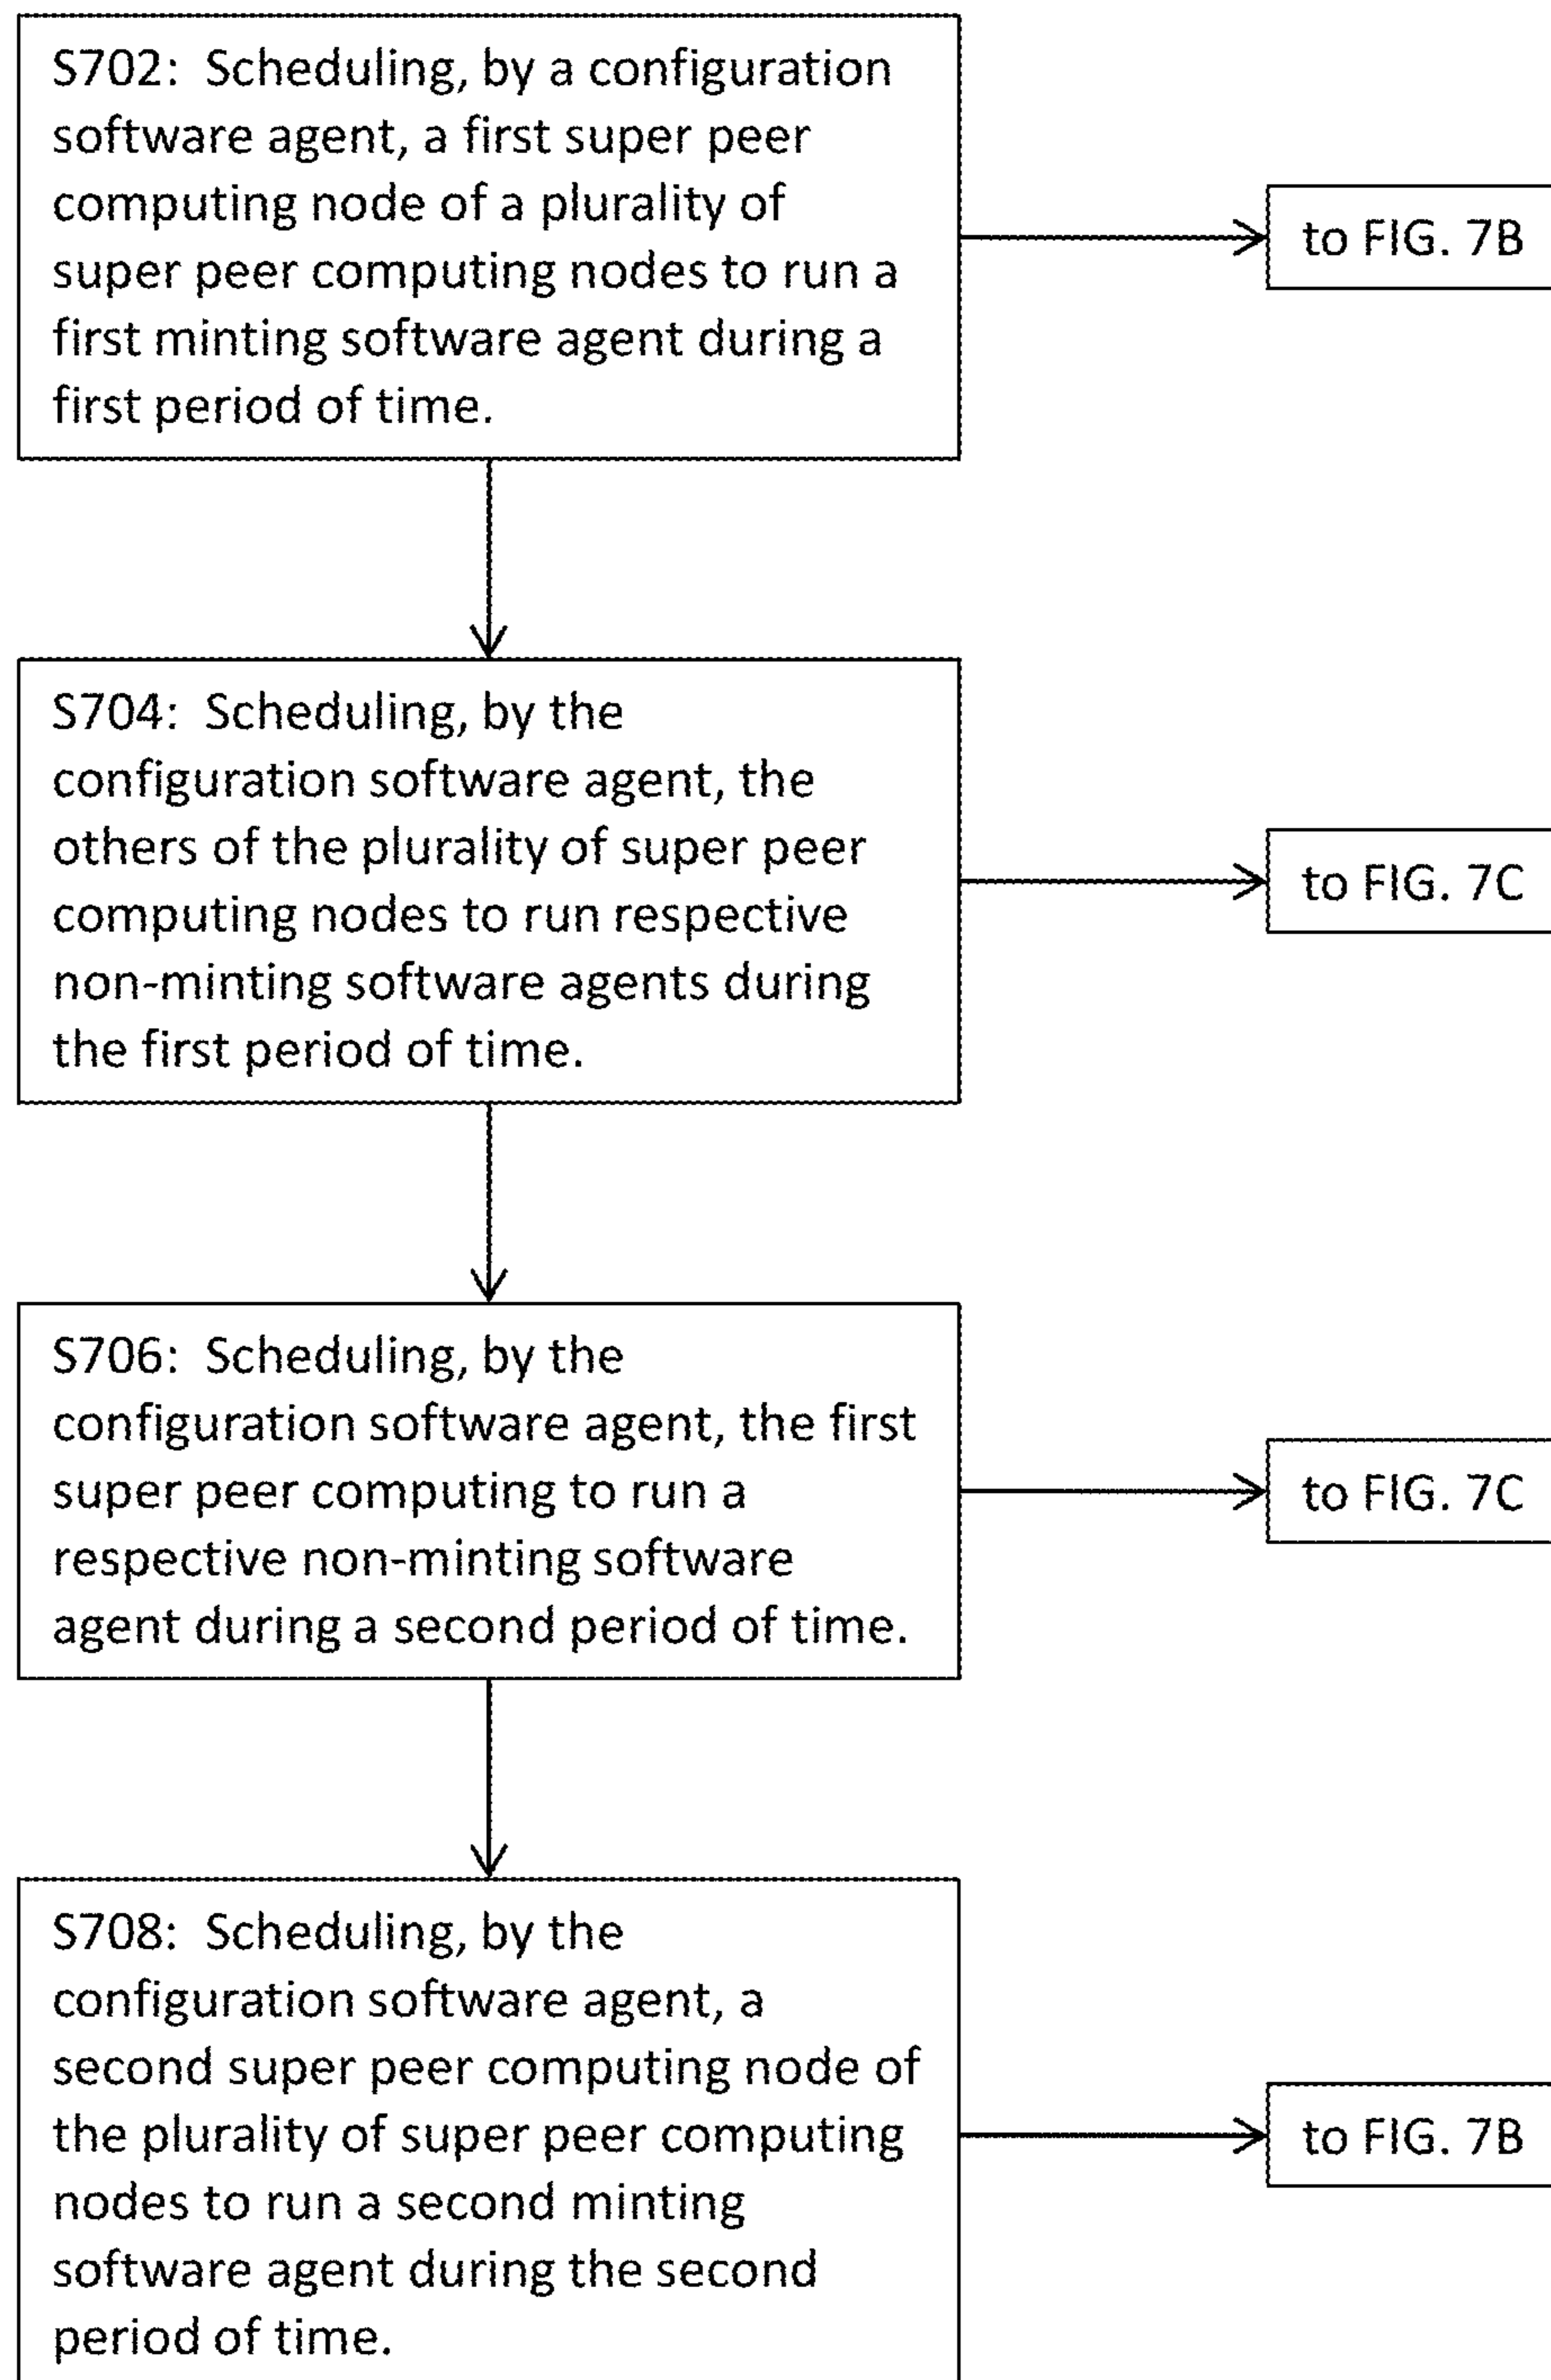 S702: Scheduling, by a configuration
software agent, a first super peer
computing node of a plurality of
super peer computing nodes to run a
first minting software agent during a
first period of time.
to FIG. 7B
S704: Scheduling, by the
configuration software agent, the
others of the plurality of super peer
computing nodes to run respective
non-minting software agents during
the first period of time.
to FIG. 7C
S706: Scheduling, by the
configuration software agent, the first
super peer computing to run a
respective non-minting software
agent during a second period of time.
to FIG. 7C
S708: Scheduling, by the
configuration software agent, a
second super peer computing node of
the plurality of super peer computing
nodes to run a second minting
software agent during the second
period of time.
to FIG. 7B